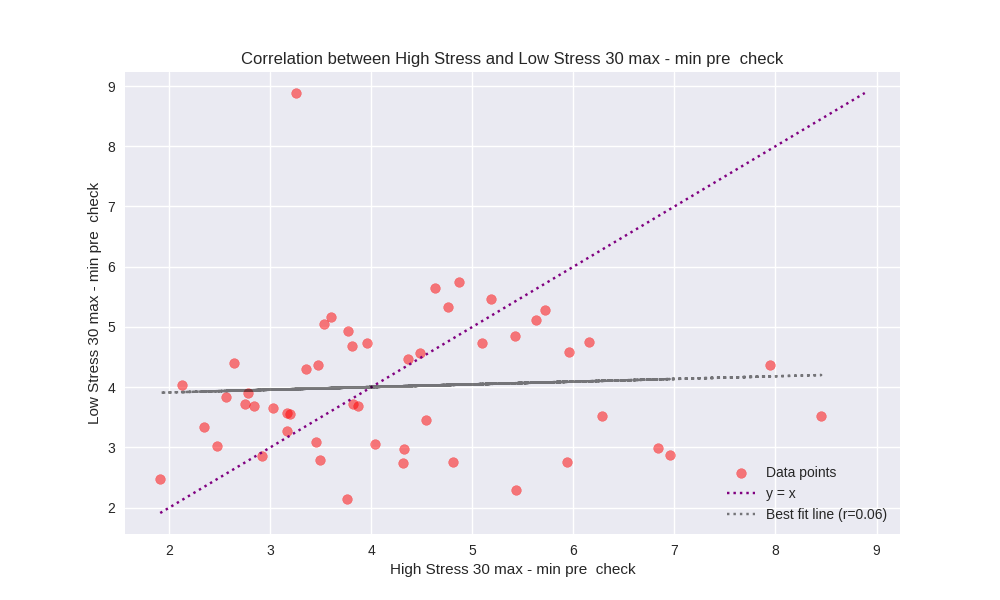 Correlation between High Stress and Low Stress 30 max - min pre  check
9
8
7
6
5
4
3
2
Low Stress 30 max - min pre  check
Data points
y = x
Best fit line (r=0.06)
2 3 4 5 6 7 8 9
High Stress 30 max - min pre  check